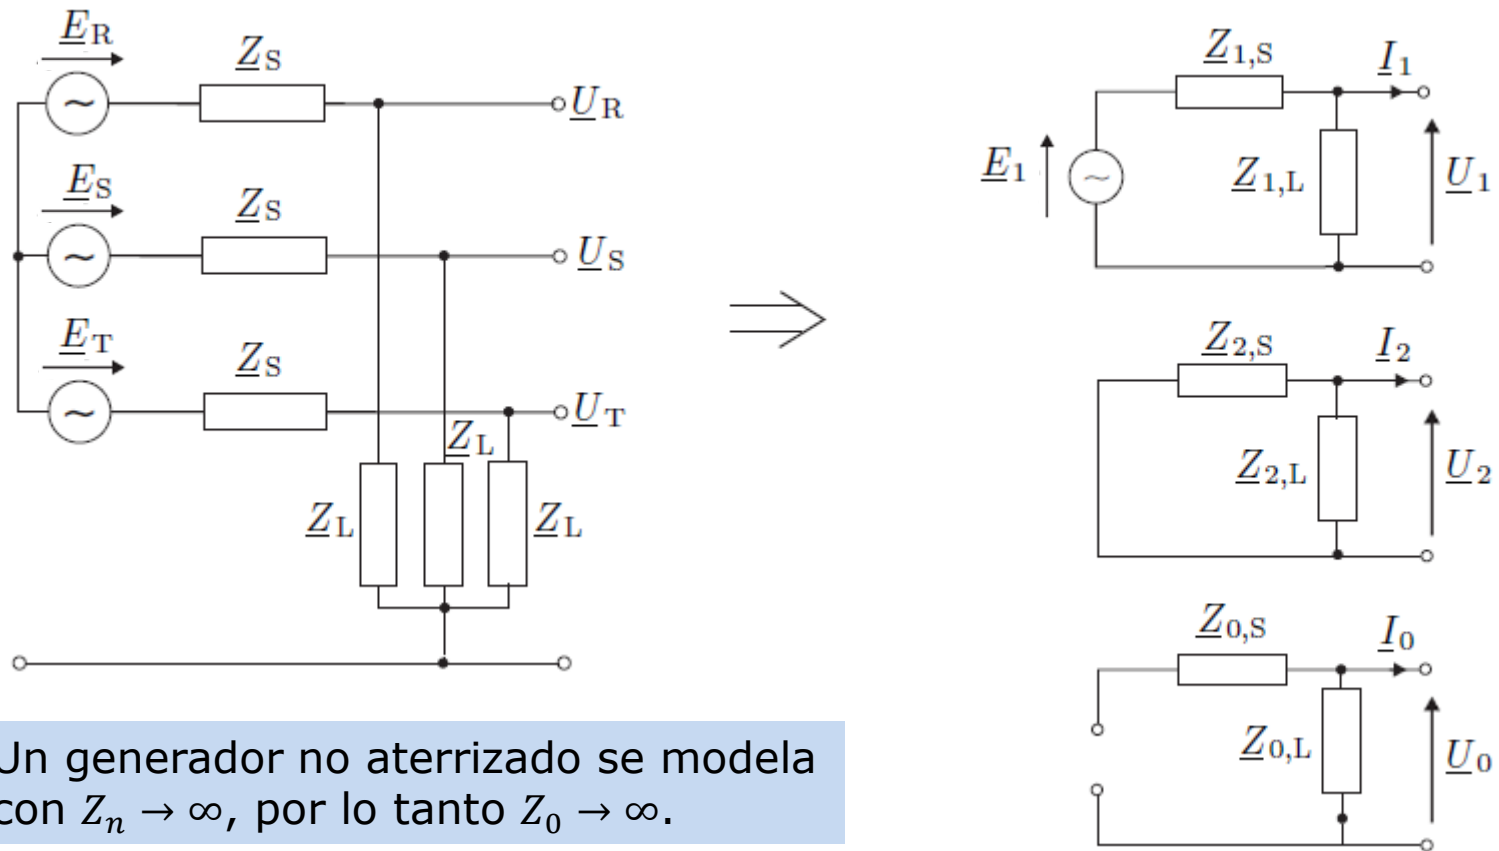 E_R
Z_S
U_R
E_S
Z_S
U_S
E_T
Z_S
U_T
Z_L
Z_L
Z_L
Z_1,S
I_1
E_1
Z_1,L
U_1
Z_2,S
I_2
Z_2,L
U_2
Z_0,S
I_0
Z_0,L
U_0
Un generador no aterrizado se modela
con Z_n → ∞, por lo tanto Z_0 → ∞.